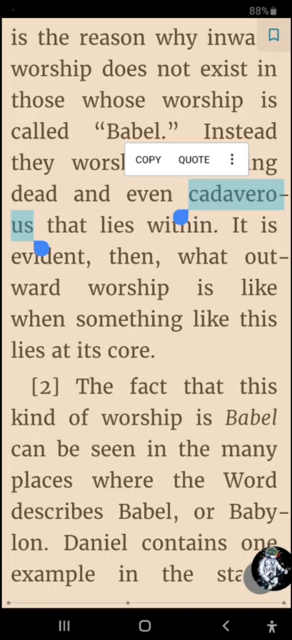 88%
is the reason why inwa
worship does not exist in
those whose worship is
called “Babel.” Instead
they worsl
COPY QUOTE
ing
dead and even cadavero-
us that lies within. It is
evident, then, what out-
ward worship is like
when something like this
lies at its core.
[2] The fact that this
kind of worship is Babel
can be seen in the many
places where the Word
describes Babel, or Baby-
lon. Daniel contains one
example in the sta